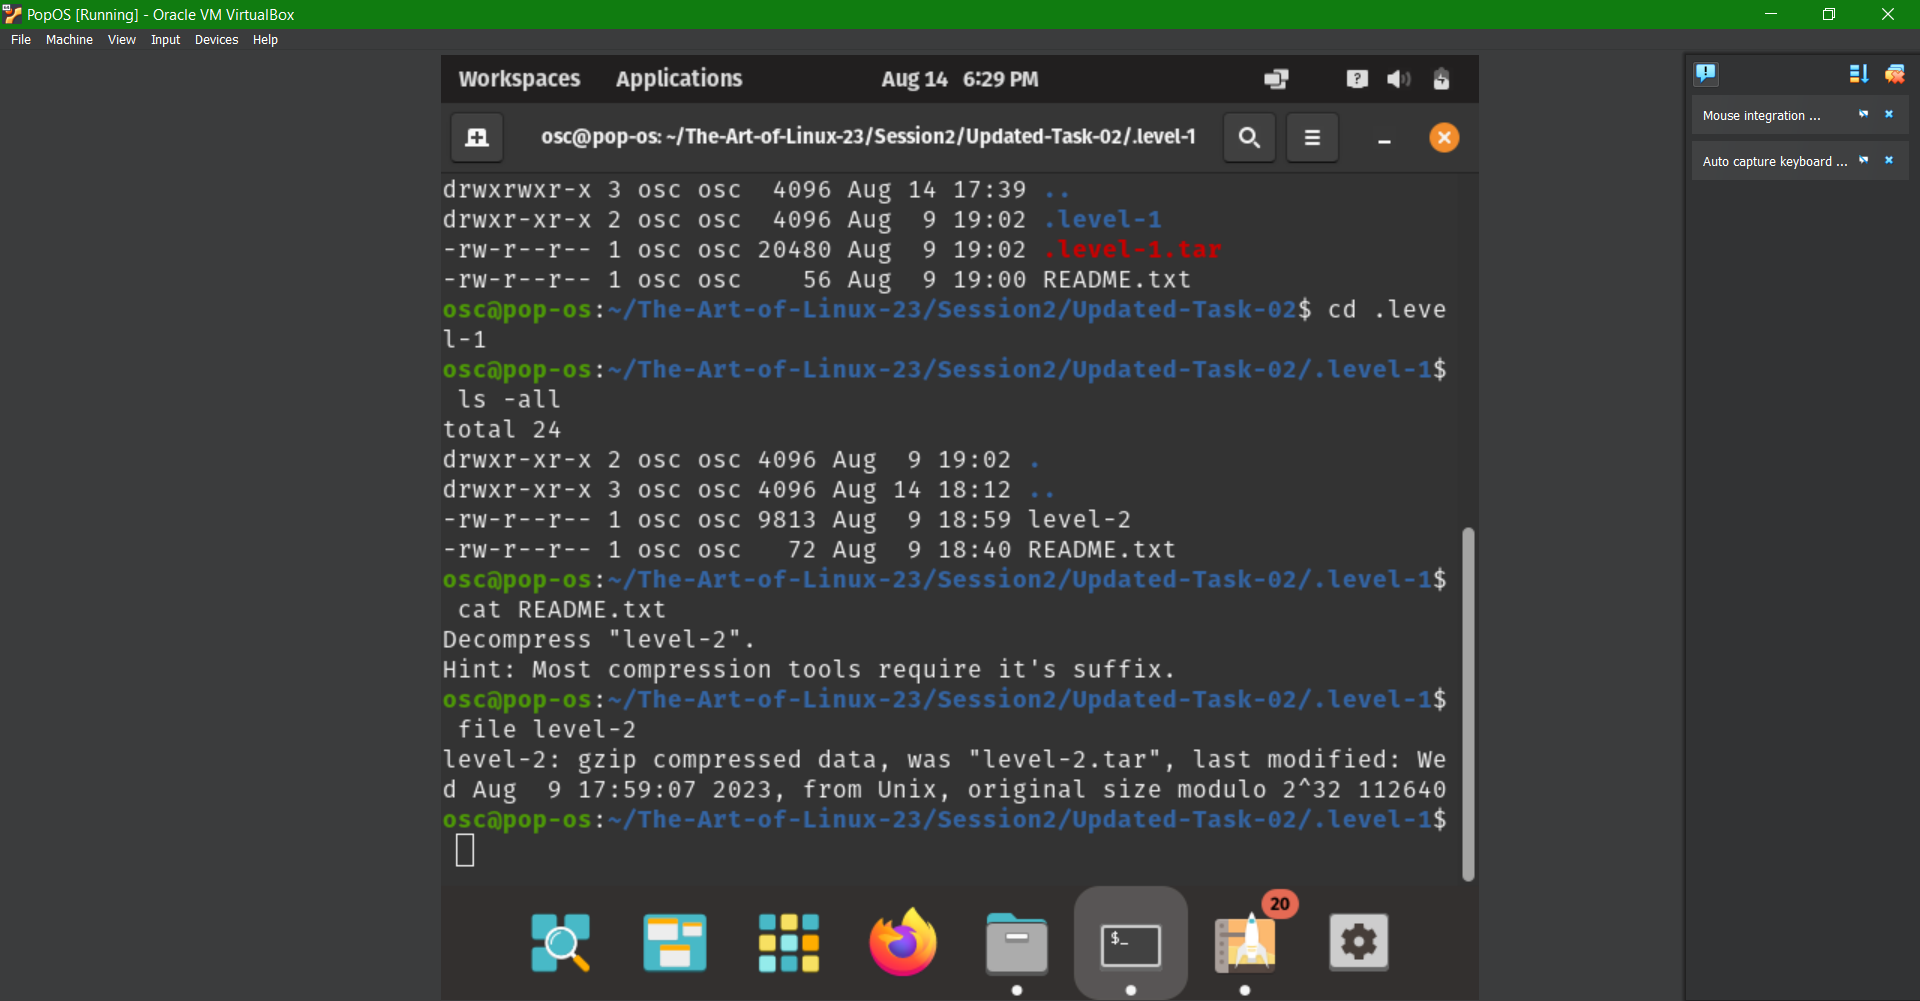 PopOS [Running] - Oracle VM VirtualBox
File Machine View Input Devices Help
Workspaces Applications Aug 14 6:29 PM
osc@pop-os: ~/The-Art-of-Linux-23/Session2/Updated-Task-02/.level-1
Mouse integration ...
Auto capture keyboard ...
drwxrwxr-x 3 osc osc  4096 Aug 14 17:39 ..
drwxr-xr-x 2 osc osc  4096 Aug  9 19:02 .level-1
-rw-r--r-- 1 osc osc 20480 Aug  9 19:02 .level-1.tar
-rw-r--r-- 1 osc osc    56 Aug  9 19:00 README.txt
osc@pop-os:~/The-Art-of-Linux-23/Session2/Updated-Task-02$ cd .leve
l-1
osc@pop-os:~/The-Art-of-Linux-23/Session2/Updated-Task-02/.level-1$
ls -all
total 24
drwxr-xr-x 2 osc osc 4096 Aug  9 19:02 .
drwxr-xr-x 3 osc osc 4096 Aug 14 18:12 ..
-rw-r--r-- 1 osc osc 9813 Aug  9 18:59 level-2
-rw-r--r-- 1 osc osc   72 Aug  9 18:40 README.txt
osc@pop-os:~/The-Art-of-Linux-23/Session2/Updated-Task-02/.level-1$
cat README.txt
Decompress "level-2".
Hint: Most compression tools require it's suffix.
osc@pop-os:~/The-Art-of-Linux-23/Session2/Updated-Task-02/.level-1$
file level-2
level-2: gzip compressed data, was "level-2.tar", last modified: We
d Aug  9 17:59:07 2023, from Unix, original size modulo 2^32 112640
osc@pop-os:~/The-Art-of-Linux-23/Session2/Updated-Task-02/.level-1$
20
$_